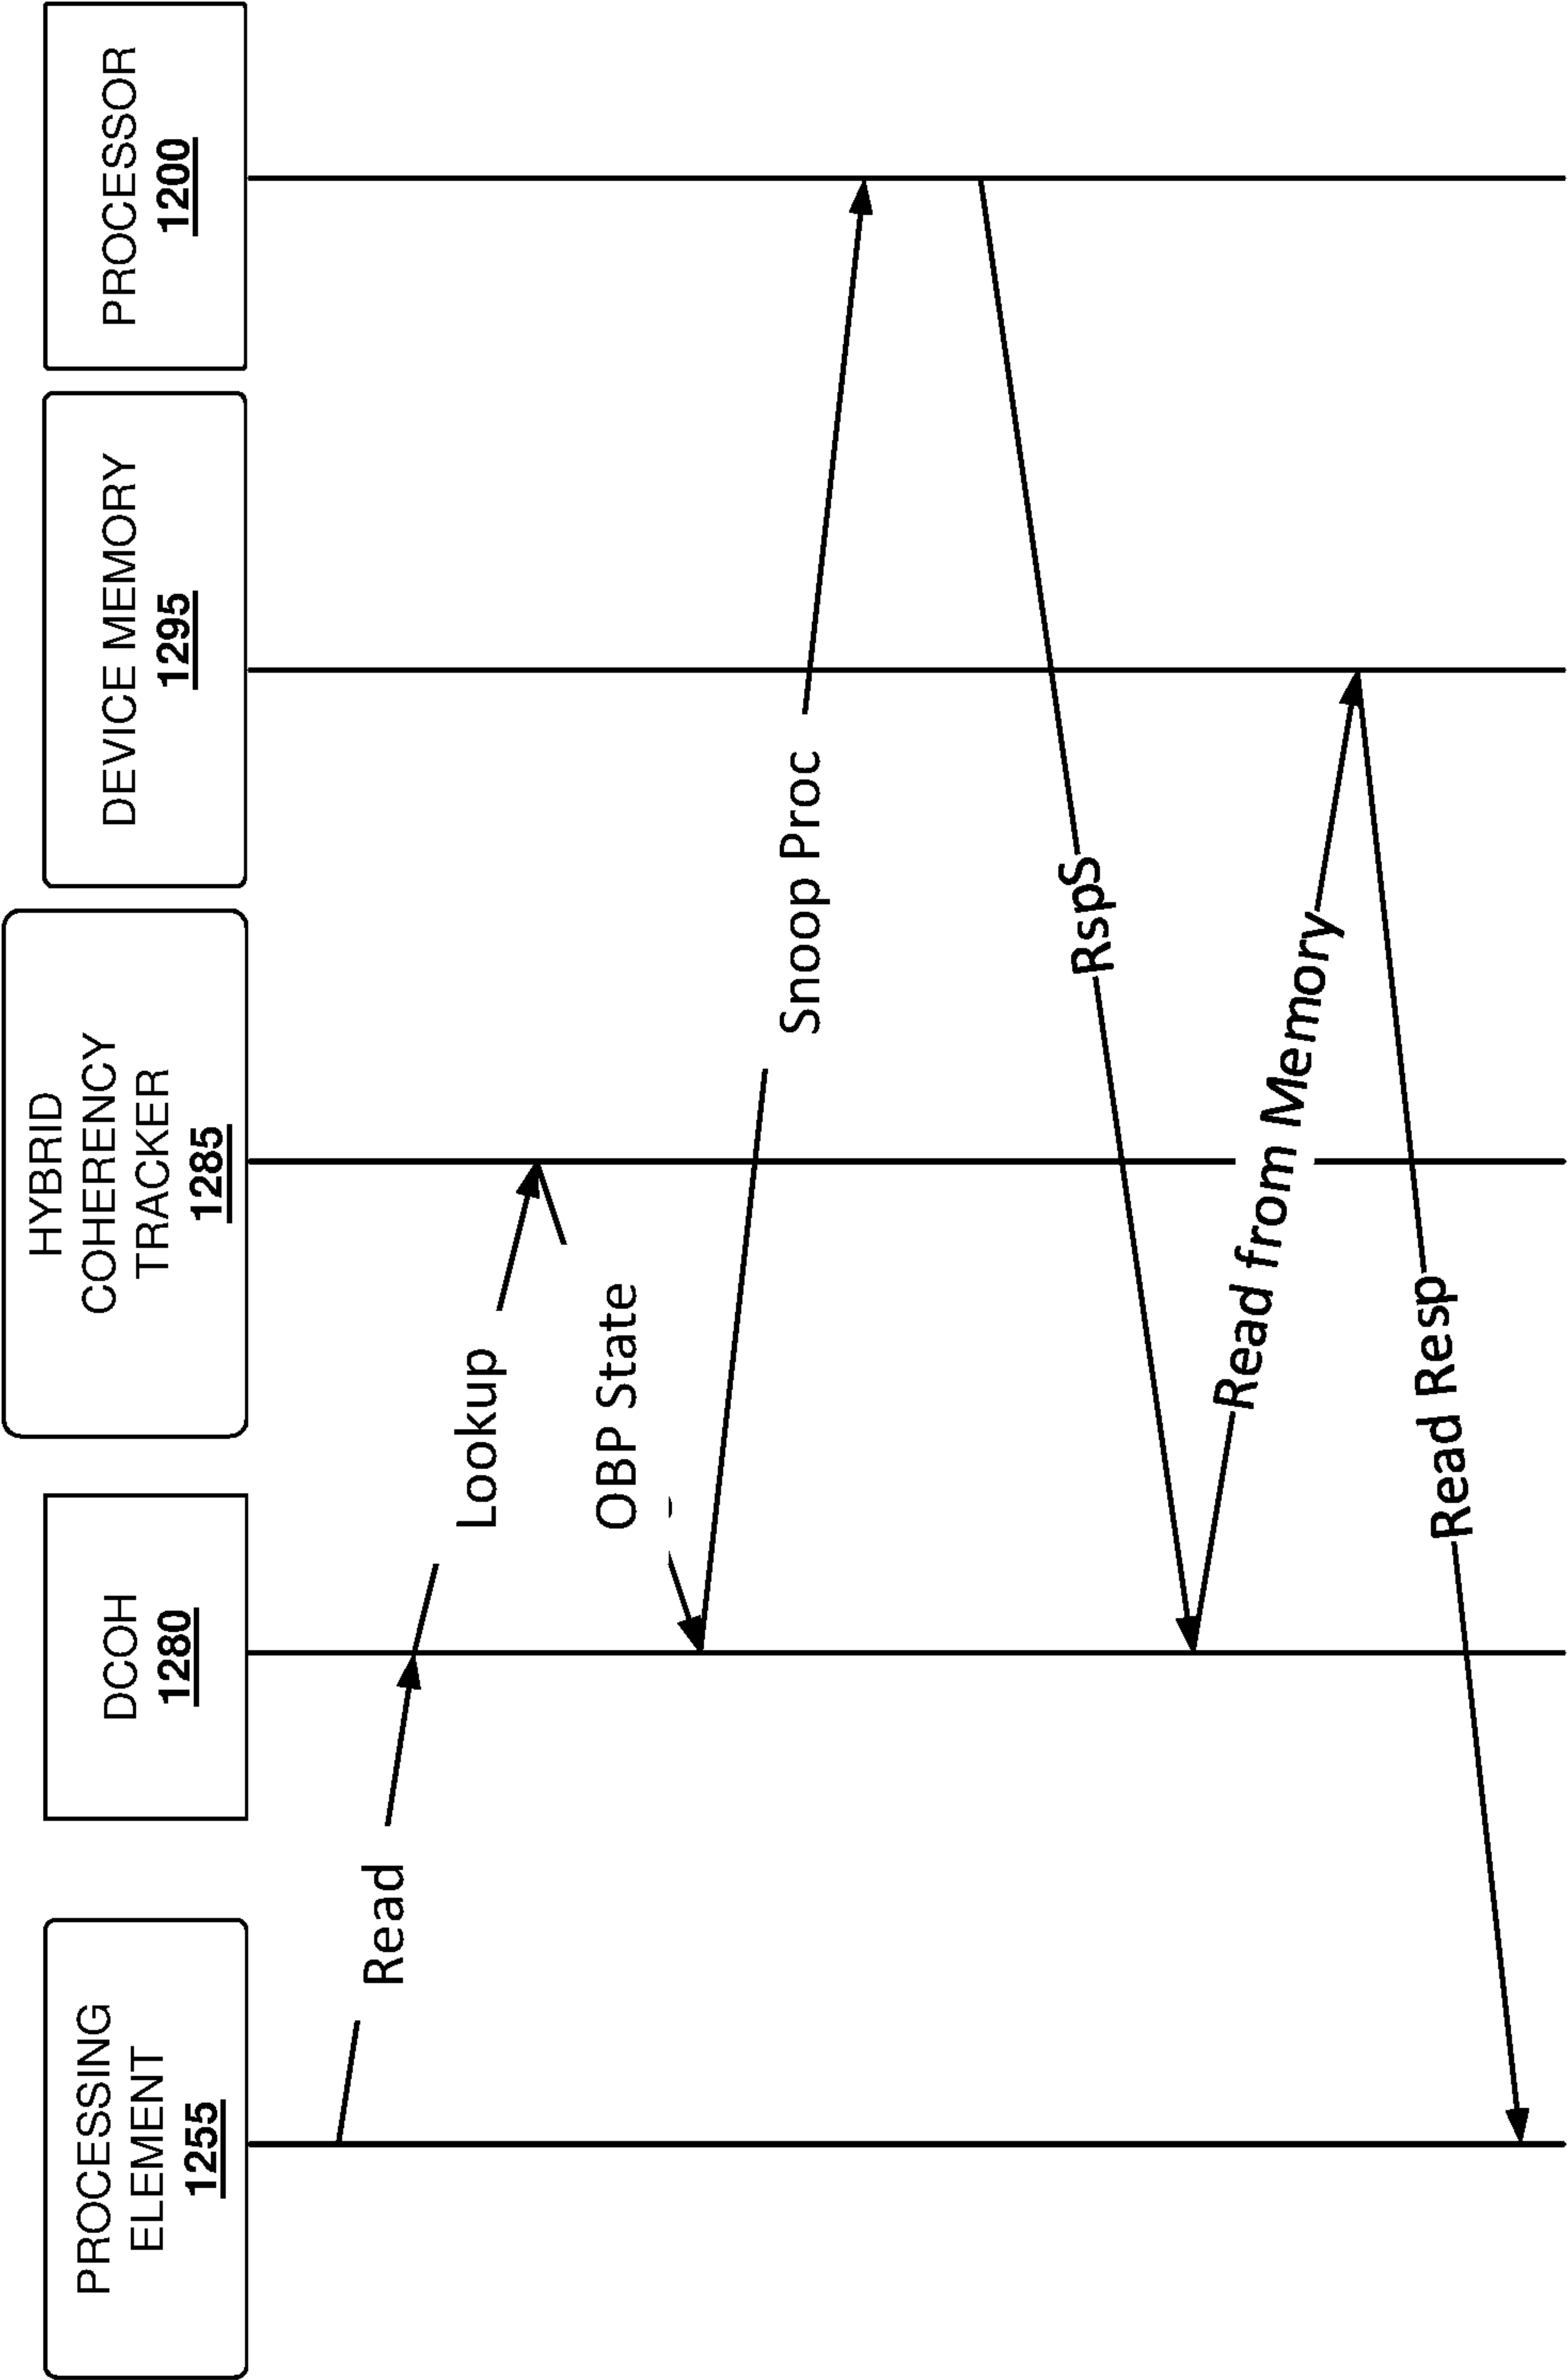 PROCESSING
ELEMENT
1255
DCOH
1280
HYBRID
COHERENCY
TRACKER
1285
DEVICE MEMORY
1295
PROCESSOR
1200
Read
Lookup
OBP State
Snoop Proc
RspS
Read from Memory
Read Resp